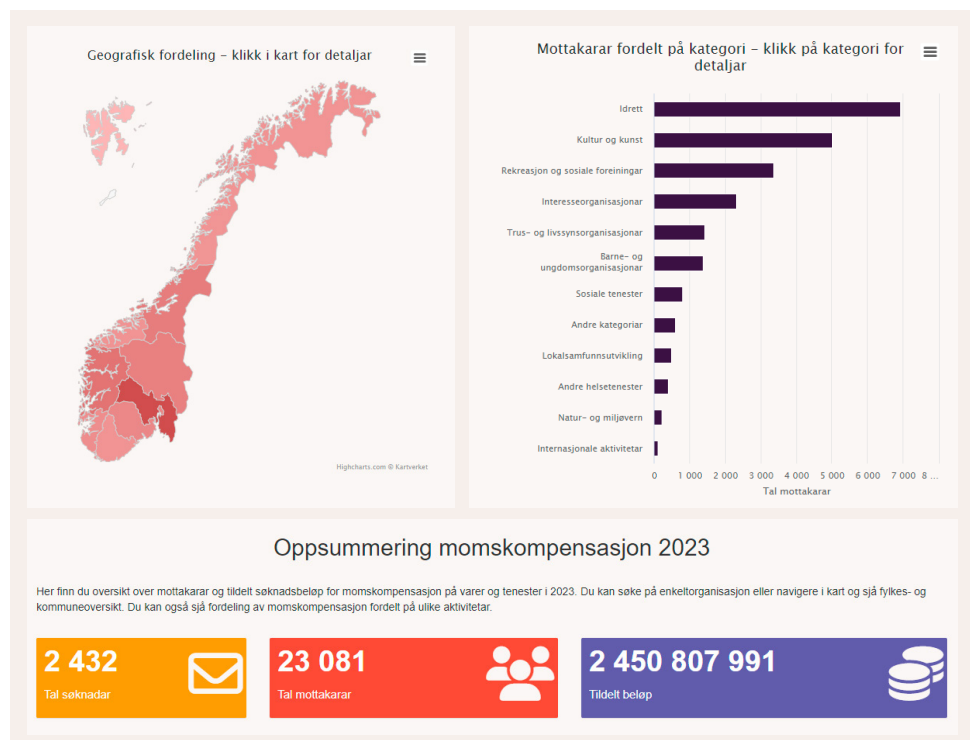 Geografisk fordeling – klikk i kart for detaljar
Highcharts.com © Kartverket
Mottakarar fordelt på kategori – klikk på kategori for
detaljar
Idrett
Kultur og kunst
Rekreasjon og sosiale foreiningar
Interesseorganisasjonar
Trus– og livssynsorganisasjonar
Barne– og
ungdomsorganisasjonar
Sosiale tenester
Andre kategoriar
Lokalsamfunnsutvikling
Andre helsetenester
Natur– og miljøvern
Internasjonale aktivitetar
0 1 000 2 000 3 000 4 000 5 000 6 000 7 000 8 ...
Tal mottakarar
Oppsummering momskompensasjon 2023
Her finn du oversikt over mottakarar og tildelt søknadsbeløp for momskompensasjon på varer og tenester i 2023. Du kan søke på enkeltorganisasjon eller navigere i kart og sjå fylkes- og
kommuneoversikt. Du kan også sjå fordeling av momskompensasjon fordelt på ulike aktivitetar.
2 432
Tal søknadar
23 081
Tal mottakarar
2 450 807 991
Tildelt beløp